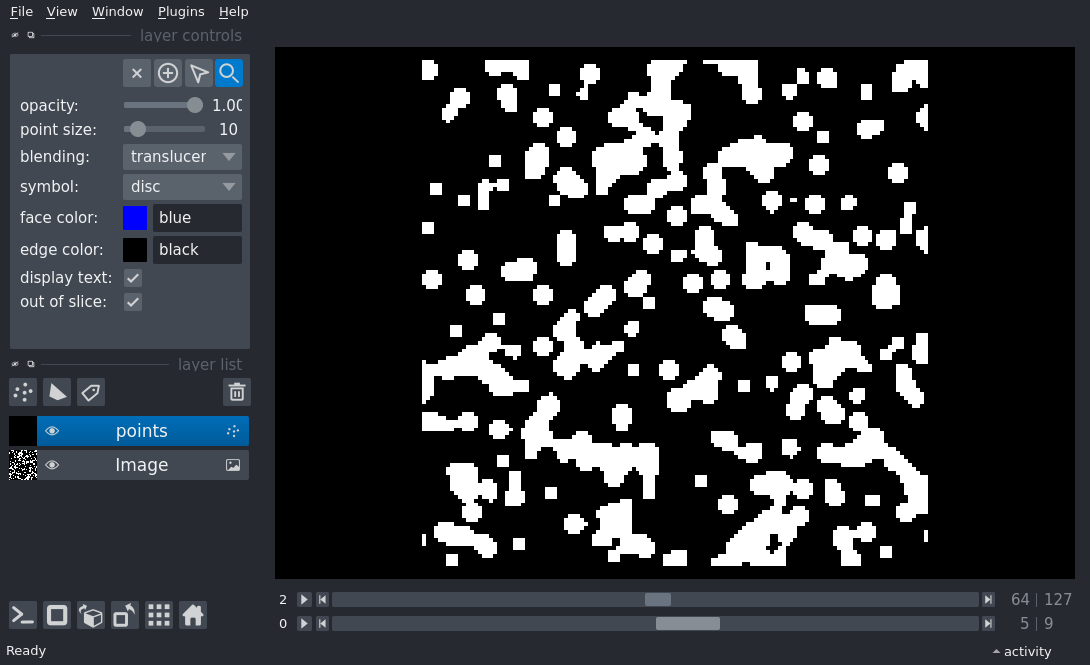 File View Window Plugins Help
layer controls
opacity: 1.00
point size: 10
blending: translucer
symbol: disc
face color: blue
edge color: black
display text:
out of slice:
layer list
points
Image
2 64 | 127
0 5 | 9
Ready activity